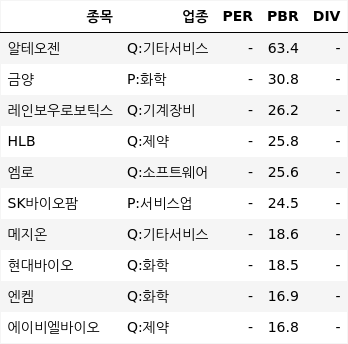 종목 업종 PER PBR DIV
알테오젠 Q:기타서비스 - 63.4 -
금양 P:화학 - 30.8 -
레인보우로보틱스 Q:기계장비 - 26.2 -
HLB Q:제약 - 25.8 -
엠로 Q:소프트웨어 - 25.6 -
SK바이오팜 P:서비스업 - 24.5 -
메지온 Q:기타서비스 - 18.6 -
현대바이오 Q:화학 - 18.5 -
엔켐 Q:화학 - 16.9 -
에이비엘바이오 Q:제약 - 16.8 -